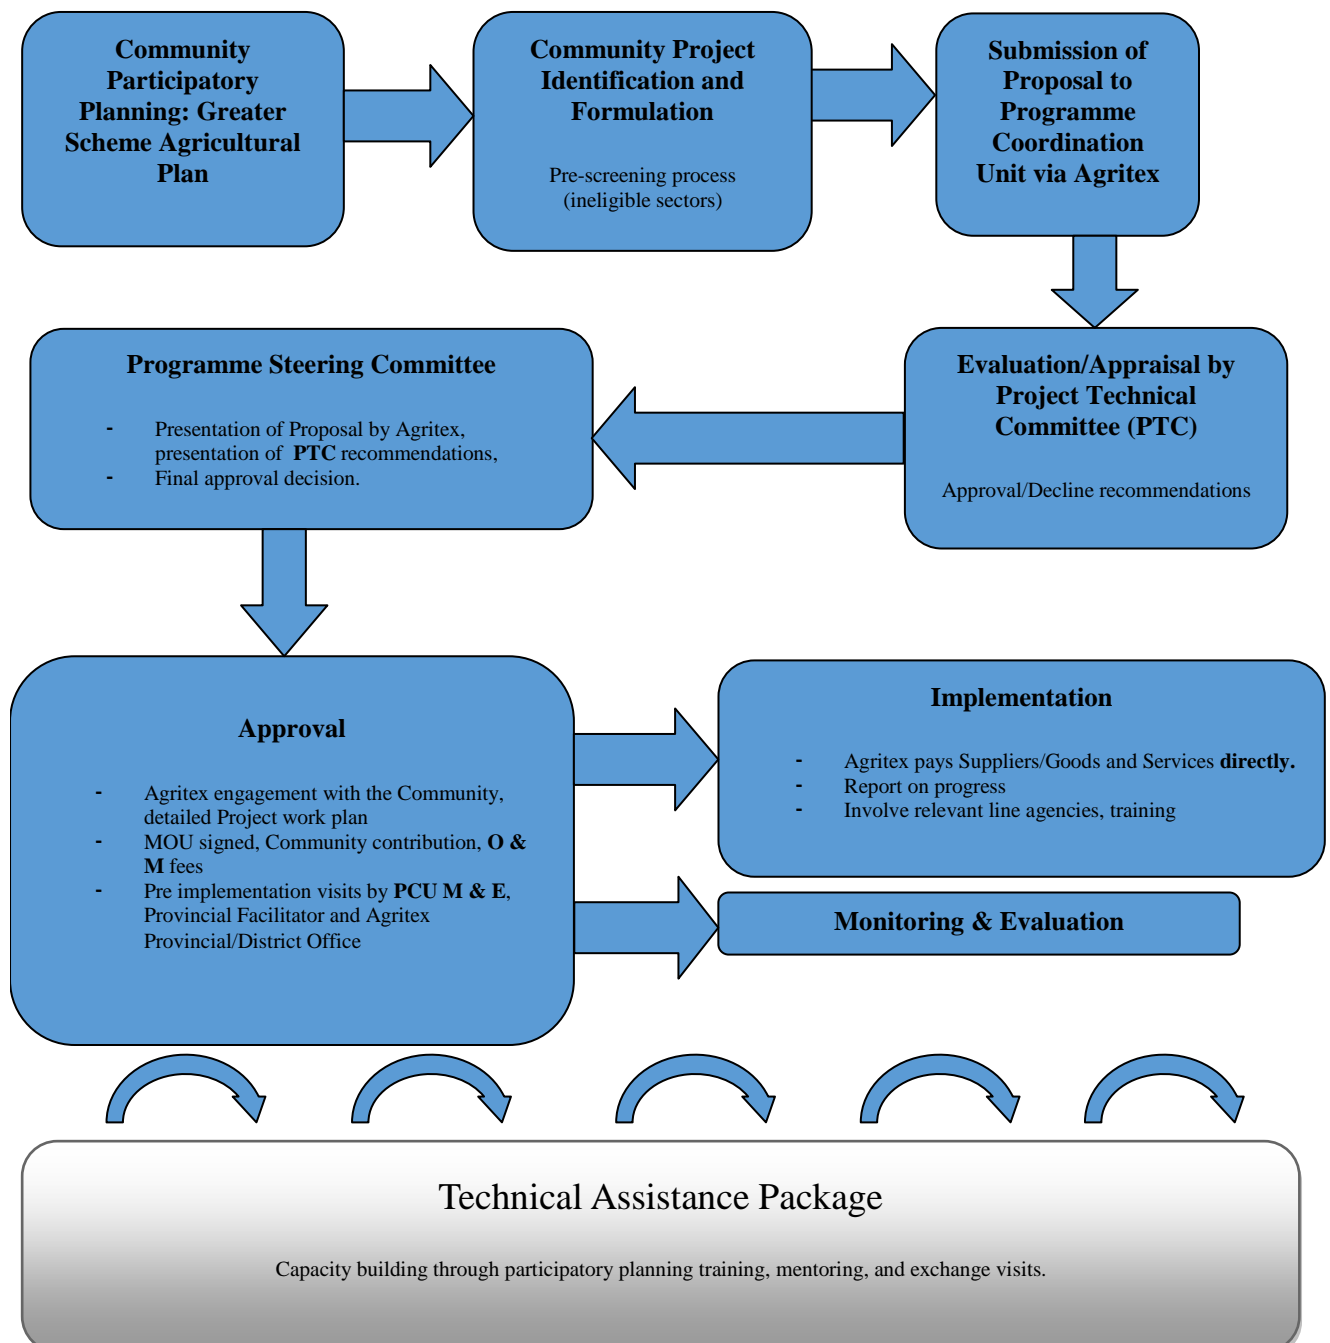 Community
Participatory
Planning: Greater
Scheme Agricultural
Plan
Community Project
Identification and
Formulation
Pre-screening process
(ineligible sectors)
Submission of
Proposal to
Programme
Coordination
Unit via Agritex
Evaluation/Appraisal by
Project Technical
Committee (PTC)
Approval/Decline recommendations
Programme Steering Committee
- Presentation of Proposal by Agritex,
presentation of PTC recommendations,
- Final approval decision.
Approval
- Agritex engagement with the Community,
detailed Project work plan
- MOU signed, Community contribution, O &
M fees
- Pre implementation visits by PCU M & E,
Provincial Facilitator and Agritex
Provincial/District Office
Implementation
- Agritex pays Suppliers/Goods and Services directly.
- Report on progress
- Involve relevant line agencies, training
Monitoring & Evaluation
Technical Assistance Package
Capacity building through participatory planning training, mentoring, and exchange visits.